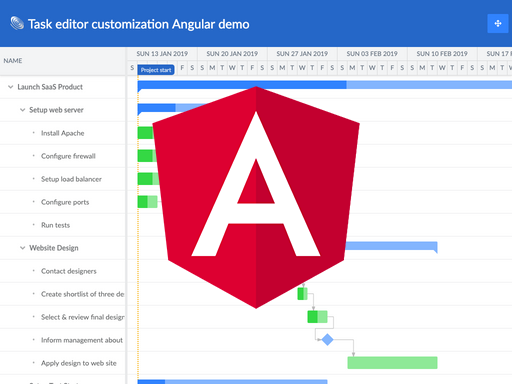 Task editor customization Angular demo
NAME
SUN 13 JAN 2019 SUN 20 JAN 2019 SUN 27 JAN 2019 SUN 03 FEB 2019 SUN 10 FEB 2019 SUN 17 F
S Project start F S S M T W T F S S M T W T F S S M T W T F S S M T W T F S S M T
Launch SaaS Product
Setup web server
Install Apache
Configure firewall
Setup load balancer
Configure ports
Run tests
Website Design
Contact designers
Create shortlist of three de
Select & review final design
Inform management about
Apply design to web site
A